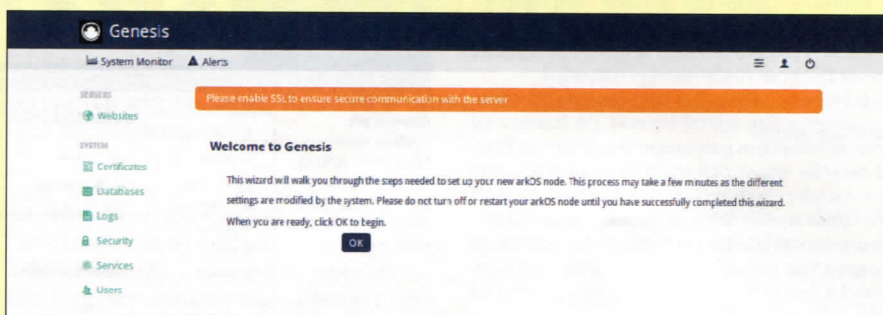 Genesis
System Monitor Alerts
Please enable SSL to ensure secure communication with the server
SERVERS
Websites
SYSTEM
Certificates
Databases
Logs
Security
Services
Users
Welcome to Genesis
This wizard will walk you through the steps needed to set up your new arkOS node. This process may take a few minutes as the different
settings are modified by the system. Please do not turn off or restart your arkOS node until you have successfully completed this wizard.
When you are ready, click OK to begin.
OK